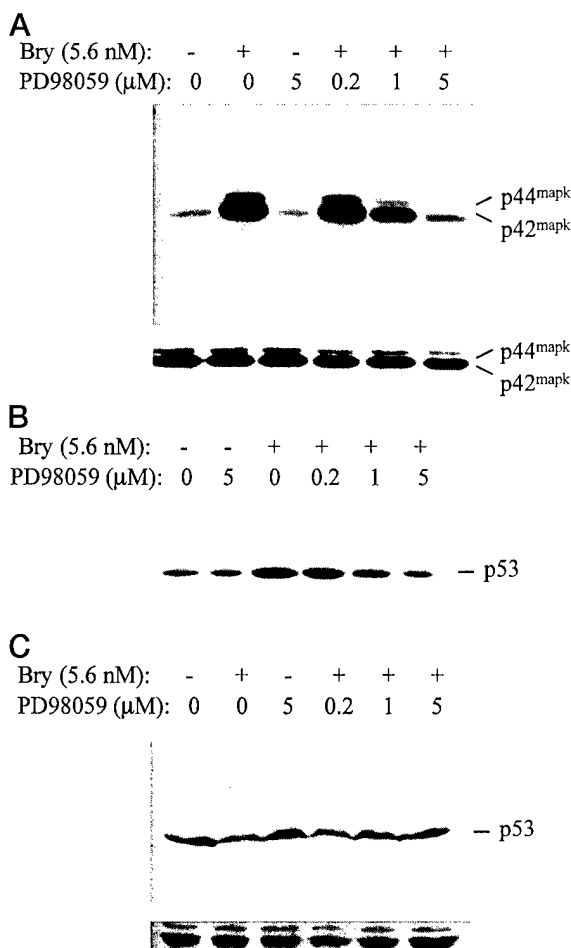 A
Bry (5.6 nM): - + - + + +
PD98059 (μM): 0 0 5 0.2 1 5
p44mapk
p42mapk
p44mapk
p42mapk
B
Bry (5.6 nM): - - + + + +
PD98059 (μM): 0 5 0 0.2 1 5
p53
C
Bry (5.6 nM): - + - + + +
PD98059 (μM): 0 0 5 0.2 1 5
p53